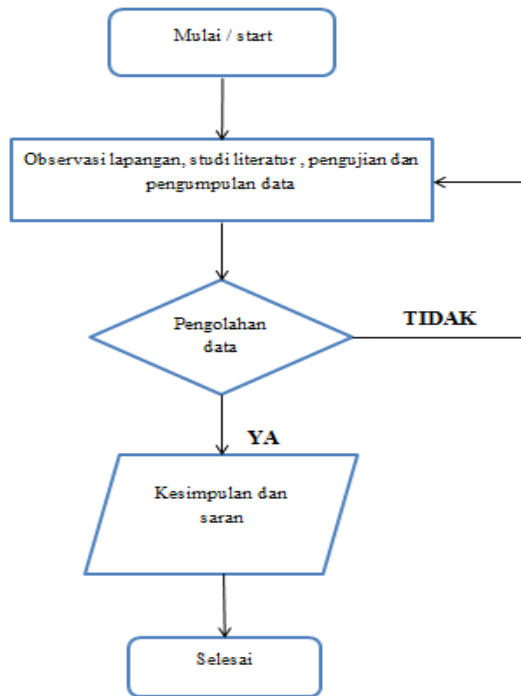 Mulai / start
Observasi lapangan, studi literatur , pengujian dan
pengumpulan data
Pengolahan
data
TIDAK
YA
Kesimpulan dan
saran
Selesai